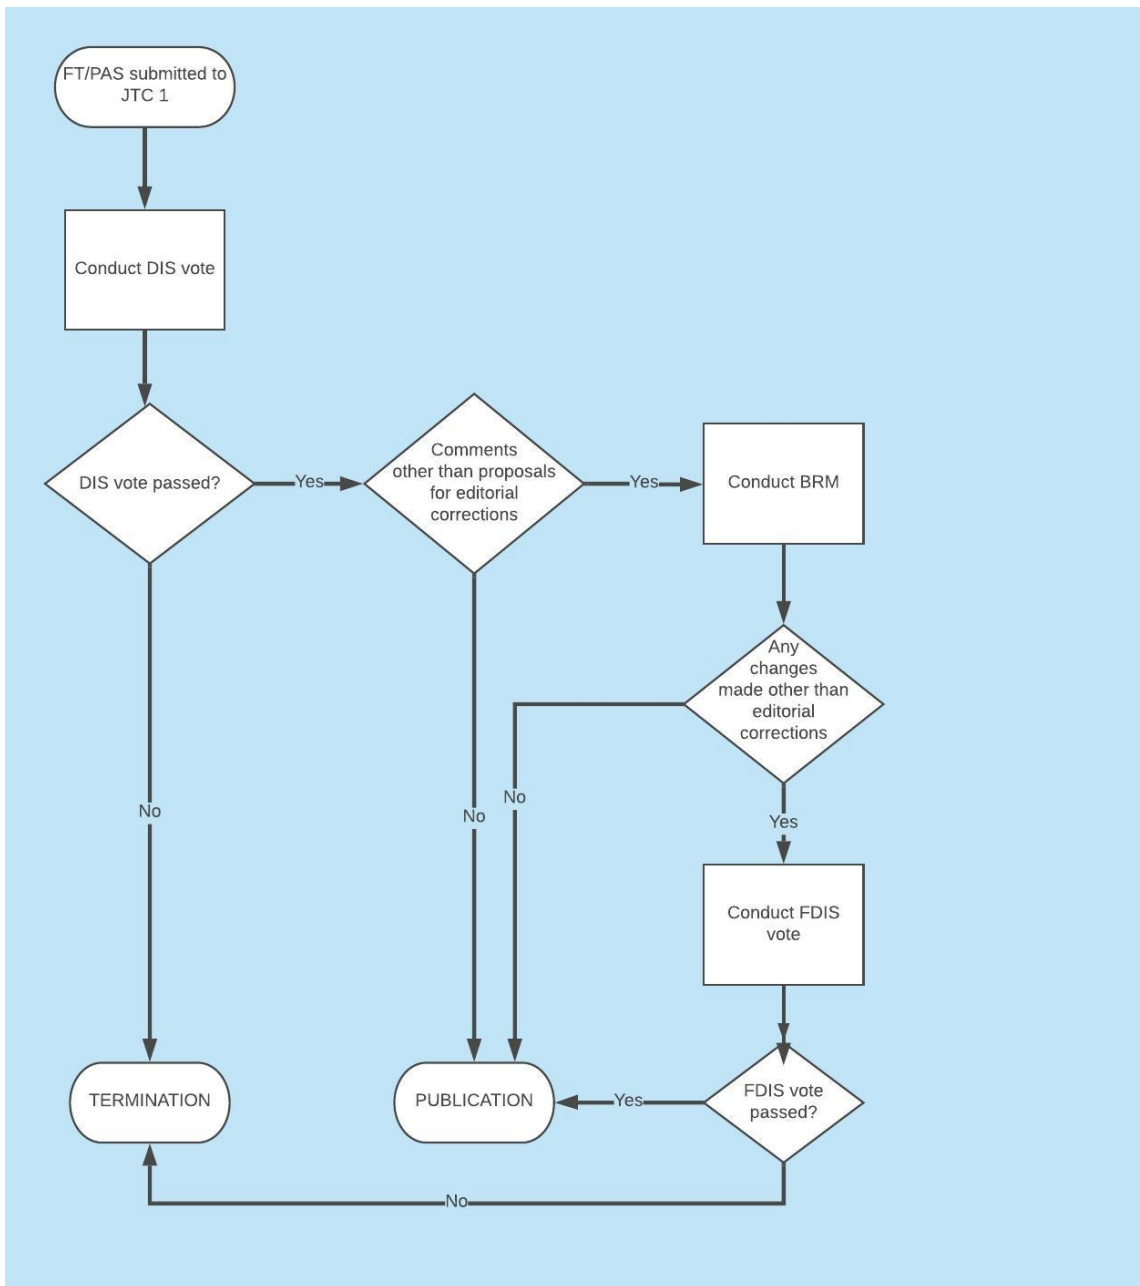 FT/PAS submitted to
JTC 1
Conduct DIS vote
DIS vote passed?
Yes
Comments
other than proposals
for editorial
corrections
Yes
Conduct BRM
Any
changes
made other than
editorial
corrections
No
No
No
Yes
Conduct FDIS
vote
TERMINATION
PUBLICATION
Yes
FDIS vote
passed?
No